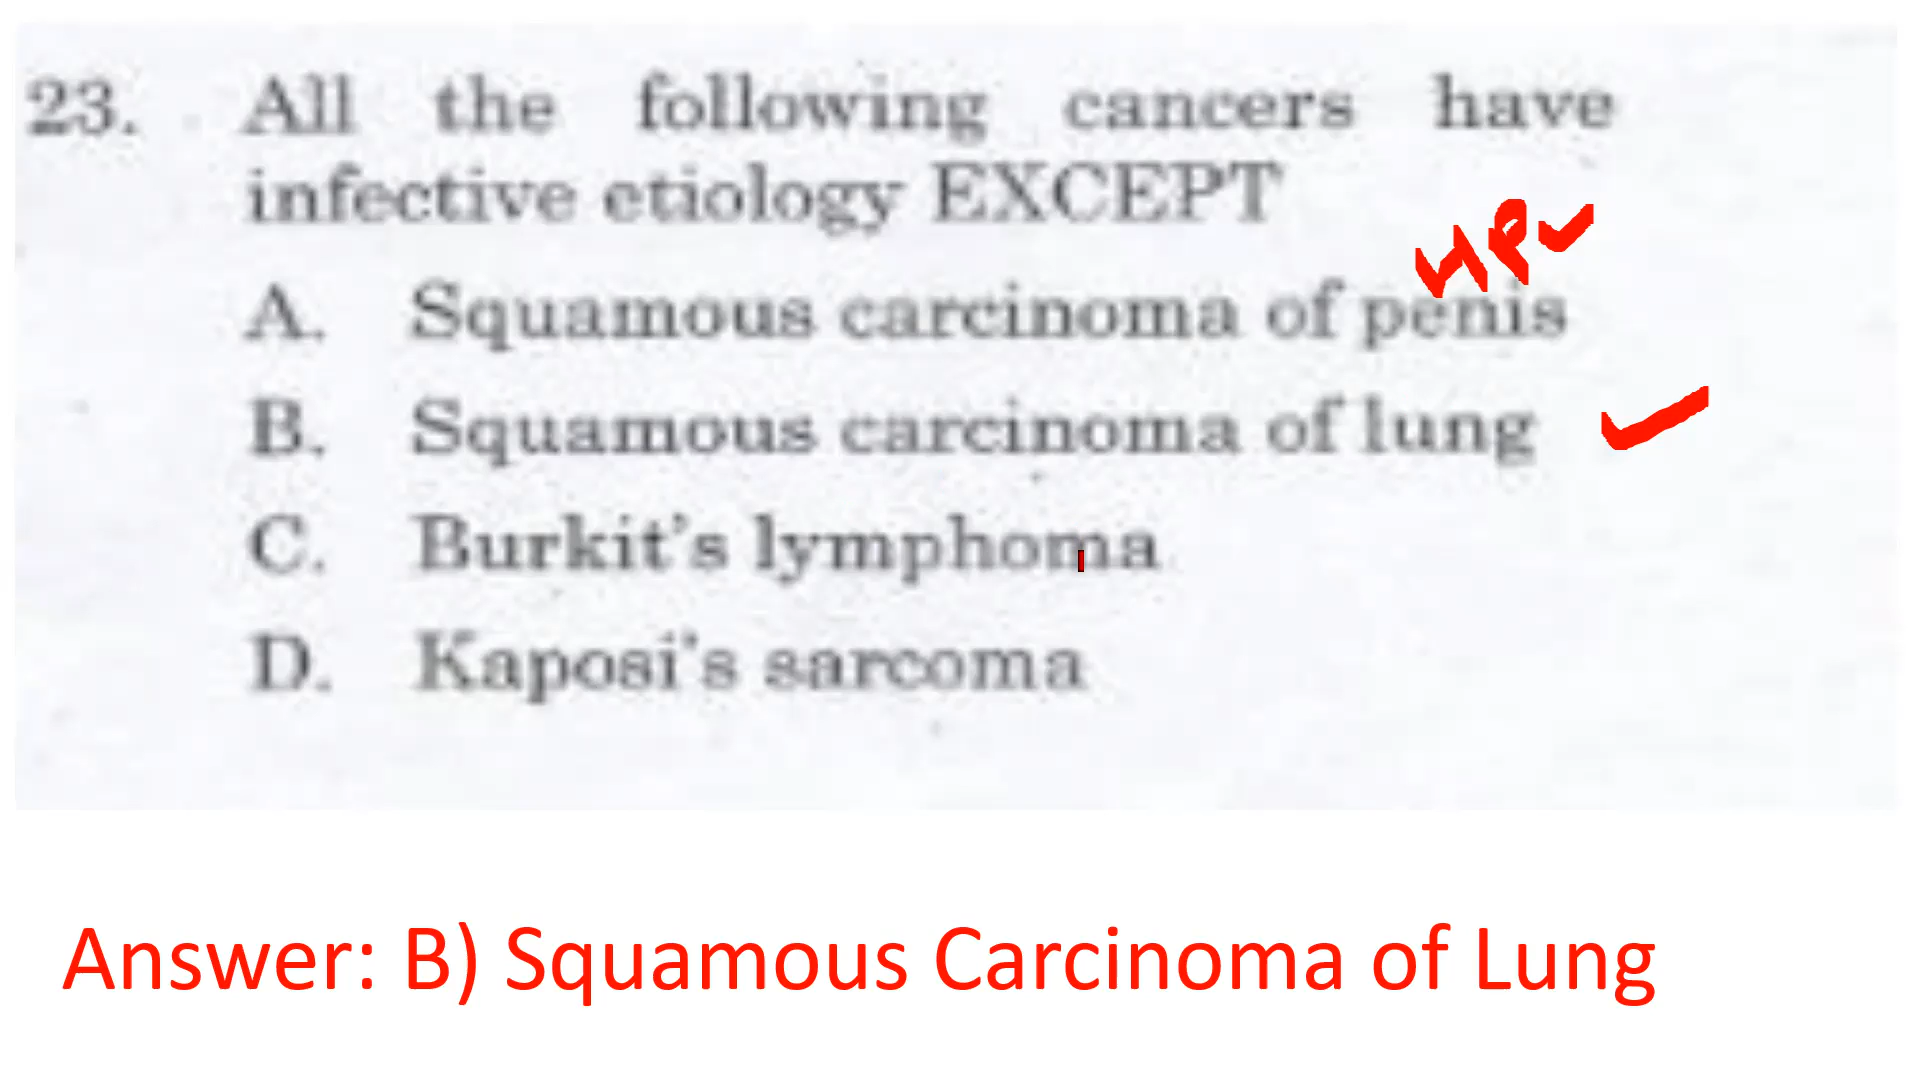 23. All the following cancers have
infective etiology EXCEPT
HPV
A. Squamous carcinoma of penis
B. Squamous carcinoma of lung
C. Burkit's lymphoma
D. Kaposi's sarcoma
Answer: B) Squamous Carcinoma of Lung